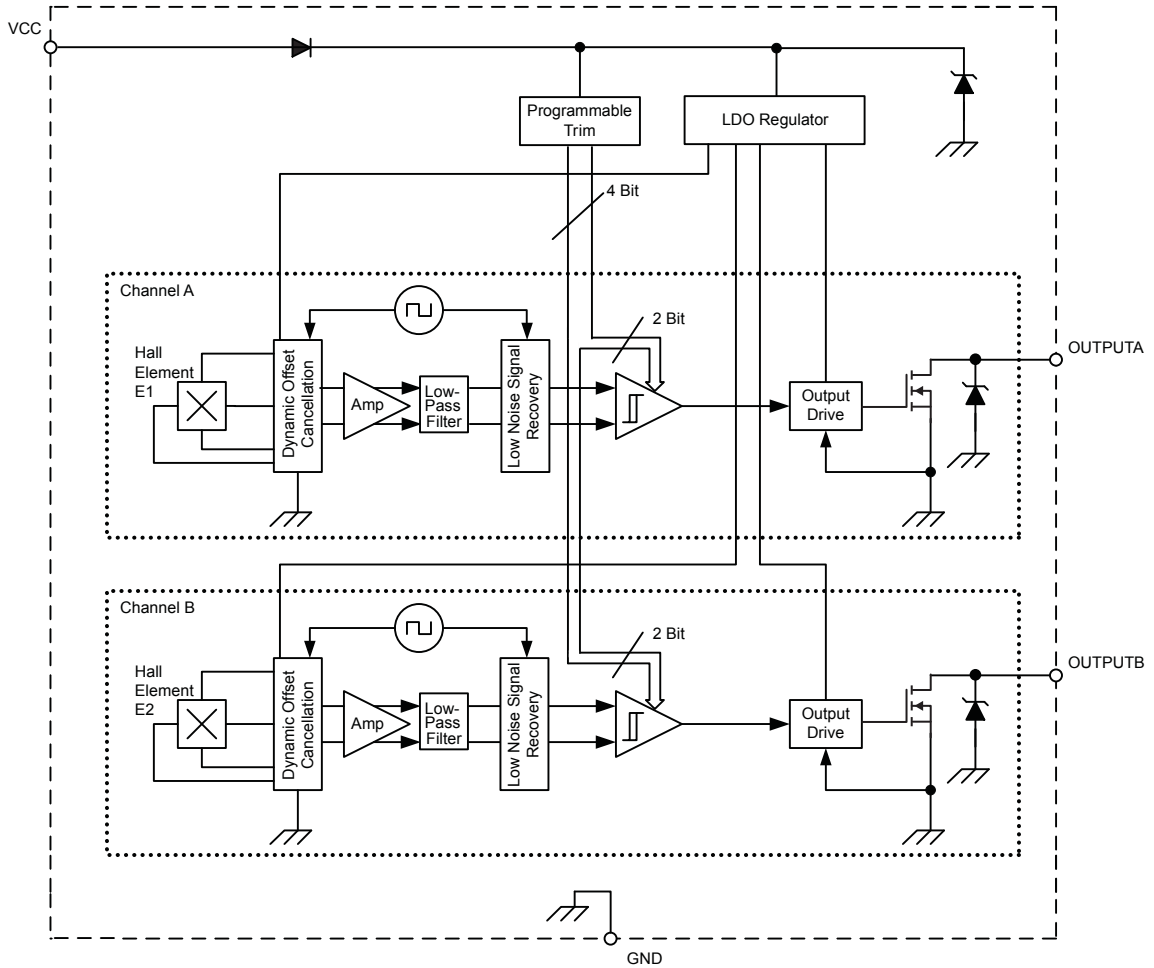 VCC
Programmable
Trim
LDO Regulator
4 Bit
Channel A
Hall
Element
E1
Dynamic Offset
Cancellation
Amp
Low-
Pass
Filter
Low Noise Signal
Recovery
2 Bit
Output
Drive
OUTPUTA
Channel B
Hall
Element
E2
Dynamic Offset
Cancellation
Amp
Low-
Pass
Filter
Low Noise Signal
Recovery
2 Bit
Output
Drive
OUTPUTB
GND